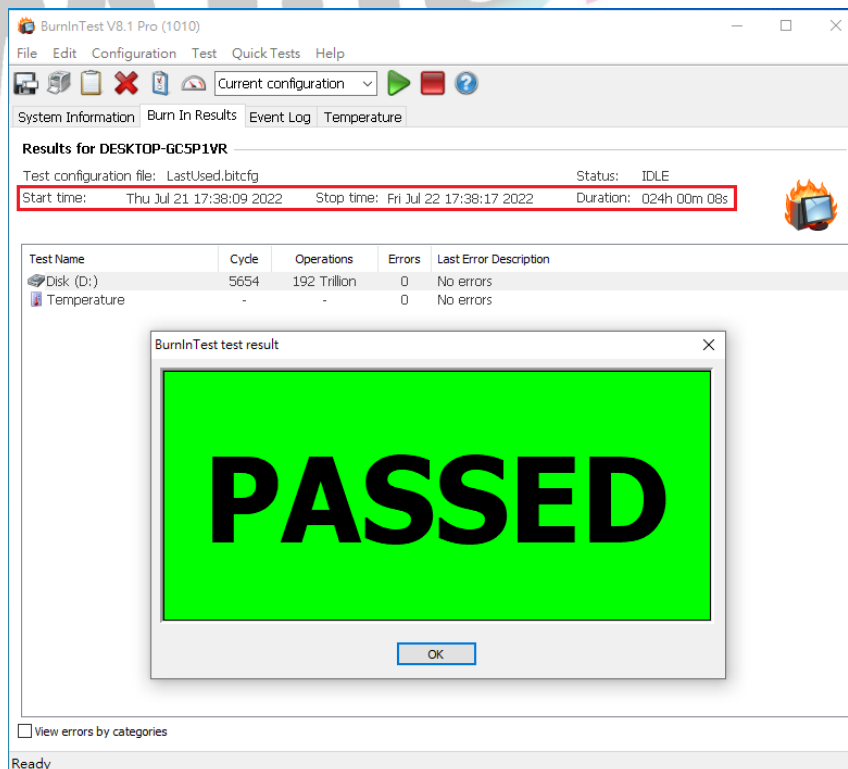 BurnInTest V8.1 Pro (1010)
File Edit Configuration Test Quick Tests Help
Current configuration
System Information Burn In Results Event Log Temperature
Results for DESKTOP-GC5P1VR
Test configuration file: LastUsed.bitcfg Status: IDLE
Start time: Thu Jul 21 17:38:09 2022 Stop time: Fri Jul 22 17:38:17 2022 Duration: 024h 00m 08s
Test Name Cycle Operations Errors Last Error Description
Disk (D:) 5654 192 Trillion 0 No errors
Temperature - - 0 No errors
BurnInTest test result
PASSED
OK
View errors by categories
Ready